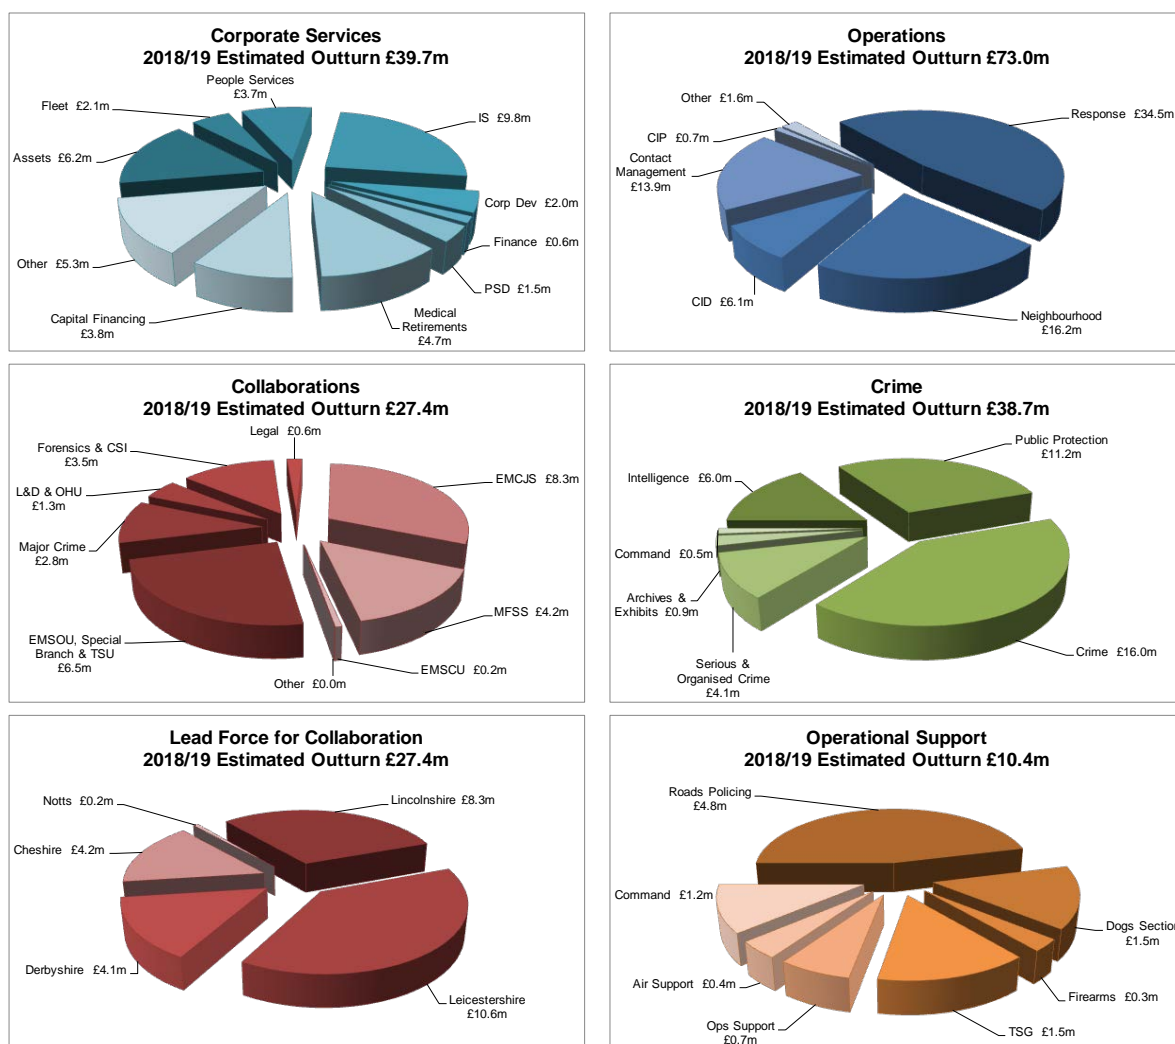 Corporate Services
2018/19 Estimated Outturn £39.7m
People Services
£3.7m
Fleet £2.1m
IS £9.8m
Assets £6.2m
Corp Dev £2.0m
Finance £0.6m
Other £5.3m
PSD £1.5m
Capital Financing
£3.8m
Medical
Retirements
£4.7m
Operations
2018/19 Estimated Outturn £73.0m
Other £1.6m
Response £34.5m
CIP £0.7m
Contact
Management
£13.9m
CID £6.1m
Neighbourhood
£16.2m
Collaborations
2018/19 Estimated Outturn £27.4m
Legal £0.6m
Forensics & CSI
£3.5m
EMCJS £8.3m
L&D & OHU
£1.3m
Major Crime
£2.8m
MFSS £4.2m
EMSOU, Special
Branch & TSU
£6.5m
EMSCU £0.2m
Other £0.0m
Crime
2018/19 Estimated Outturn £38.7m
Public Protection
£11.2m
Intelligence £6.0m
Command £0.5m
Archives &
Exhibits £0.9m
Crime £16.0m
Serious &
Organised Crime
£4.1m
Lead Force for Collaboration
2018/19 Estimated Outturn £27.4m
Notts £0.2m
Lincolnshire £8.3m
Cheshire £4.2m
Derbyshire £4.1m
Leicestershire
£10.6m
Operational Support
2018/19 Estimated Outturn £10.4m
Roads Policing
£4.8m
Command £1.2m
Dogs Section
£1.5m
Air Support £0.4m
Firearms £0.3m
Ops Support
£0.7m
TSG £1.5m